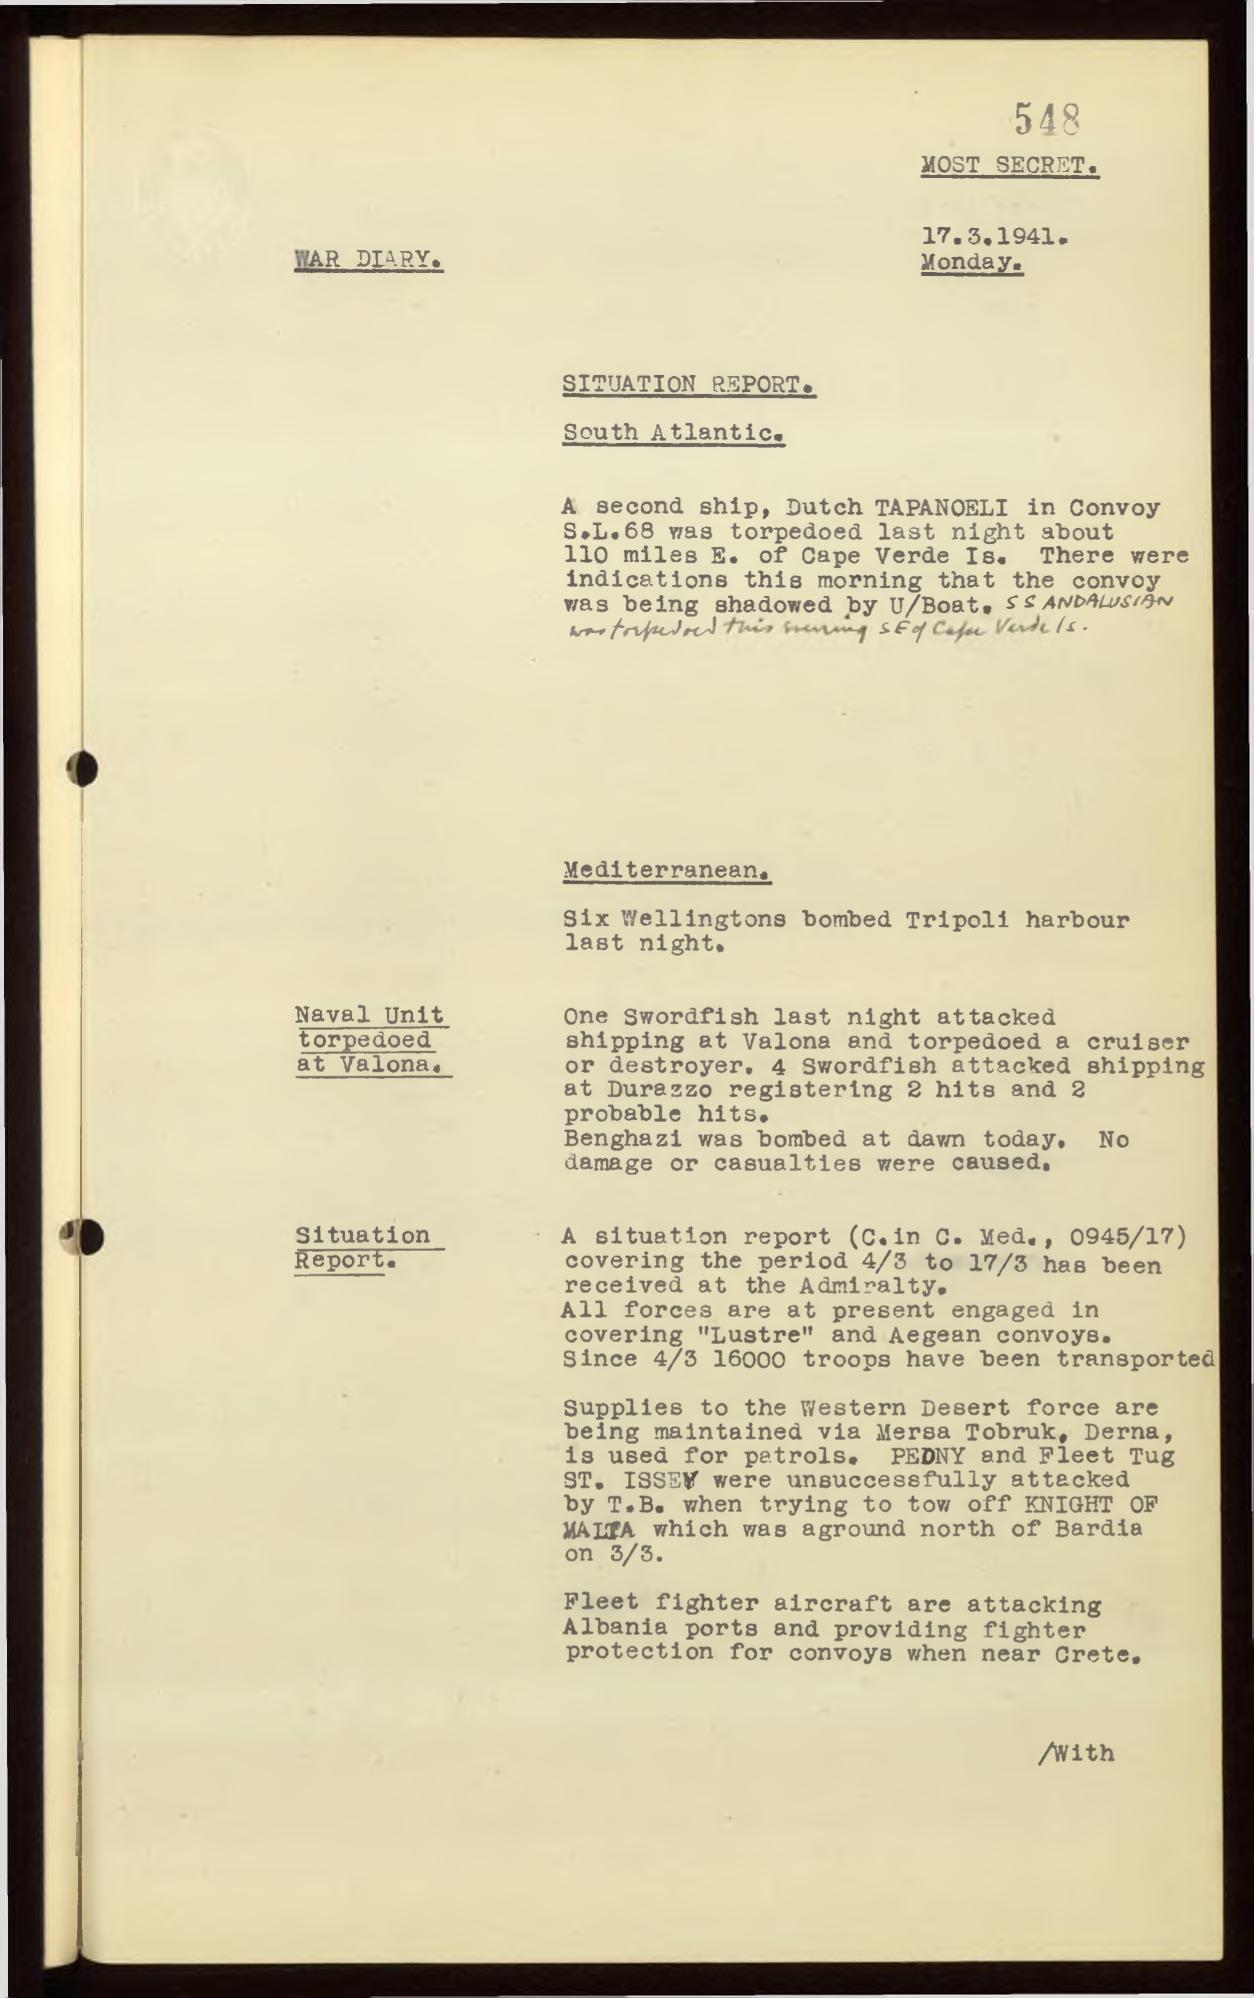 548
MOST SECRET.
17.3.1941.
Monday.
WAR DIARY.
SITUATION REPORT.
South Atlantic.
A second ship, Dutch TAPANOELI in Convoy
S.L.68 was torpedoed last night about
110 miles E. of Cape Verde Is. There were
indications this morning that the convoy
was being shadowed by U/Boat. SS ANDALUSIAN
was torpedoed this evening SE of Cape Verde Is.
Mediterranean.
Six Wellingtons bombed Tripoli harbour
last night.
Naval Unit
torpedoed
at Valona.
One Swordfish last night attacked
shipping at Valona and torpedoed a cruiser
or destroyer. 4 Swordfish attacked shipping
at Durazzo registering 2 hits and 2
probable hits.
Benghazi was bombed at dawn today. No
damage or casualties were caused.
Situation
Report.
A situation report (C.in C. Med., 0945/17)
covering the period 4/3 to 17/3 has been
received at the Admiralty.
All forces are at present engaged in
covering "Lustre" and Aegean convoys.
Since 4/3 16000 troops have been transported
Supplies to the Western Desert force are
being maintained via Mersa Tobruk, Derna,
is used for patrols. PEONY and Fleet Tug
ST. ISSEY were unsuccessfully attacked
by T.B. when trying to tow off KNIGHT OF
MALTA which was aground north of Bardia
on 3/3.
Fleet fighter aircraft are attacking
Albania ports and providing fighter
protection for convoys when near Crete.
/With